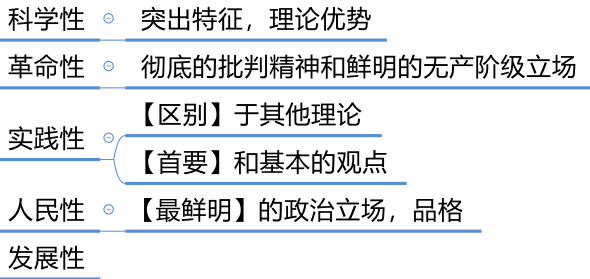 科学性 突出特征，理论优势
革命性 彻底的批判精神和鲜明的无产阶级立场
【区别】于其他理论
实践性
【首要】和基本的观点
人民性 【最鲜明】的政治立场，品格
发展性